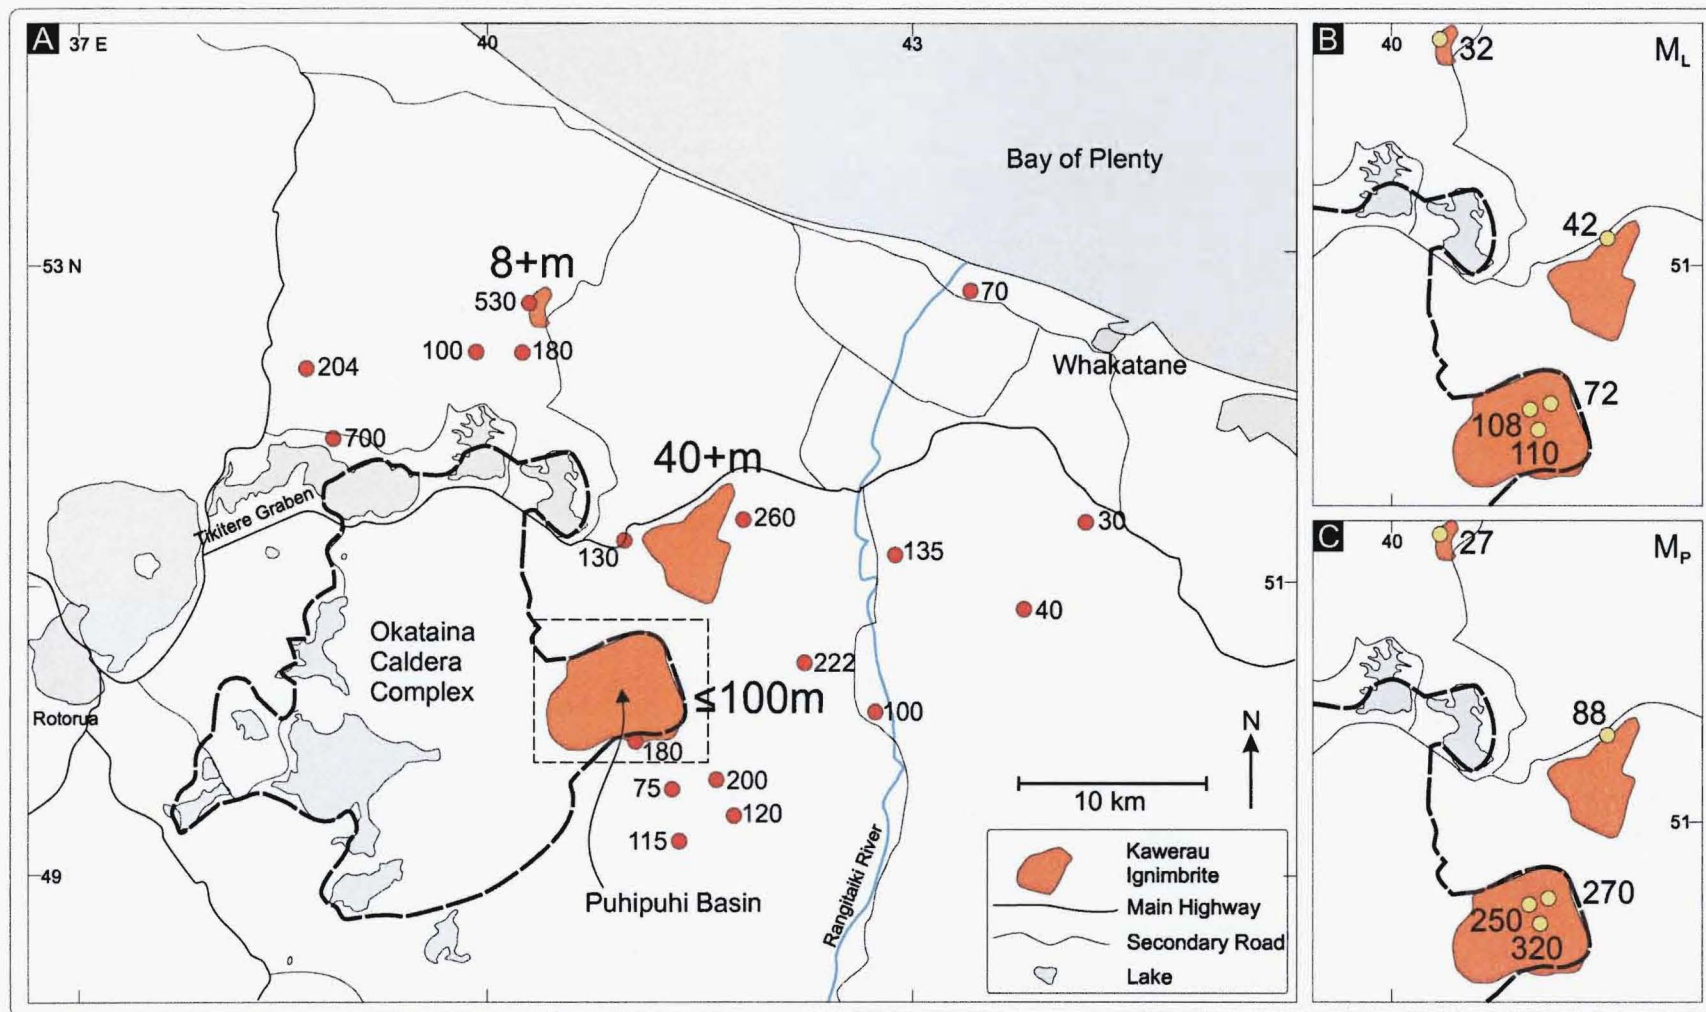 A
37 E
40
43
Bay of Plenty
53 N
8+m
530
70
100
180
204
Whakatane
700
40+m
Tikitere Graben
260
30
130
135
51
40
Okataina
Caldera
Complex
222
≤100m
100
Rotorua
N
180
75
200
10 km
120
115
Kawerau
Ignimbrite
49
Puhipuhi Basin
Main Highway
Rangitaiki River
Secondary Road
Lake
B
40
32
ML
42
51
72
108
110
C
40
27
MP
88
51
270
250
320